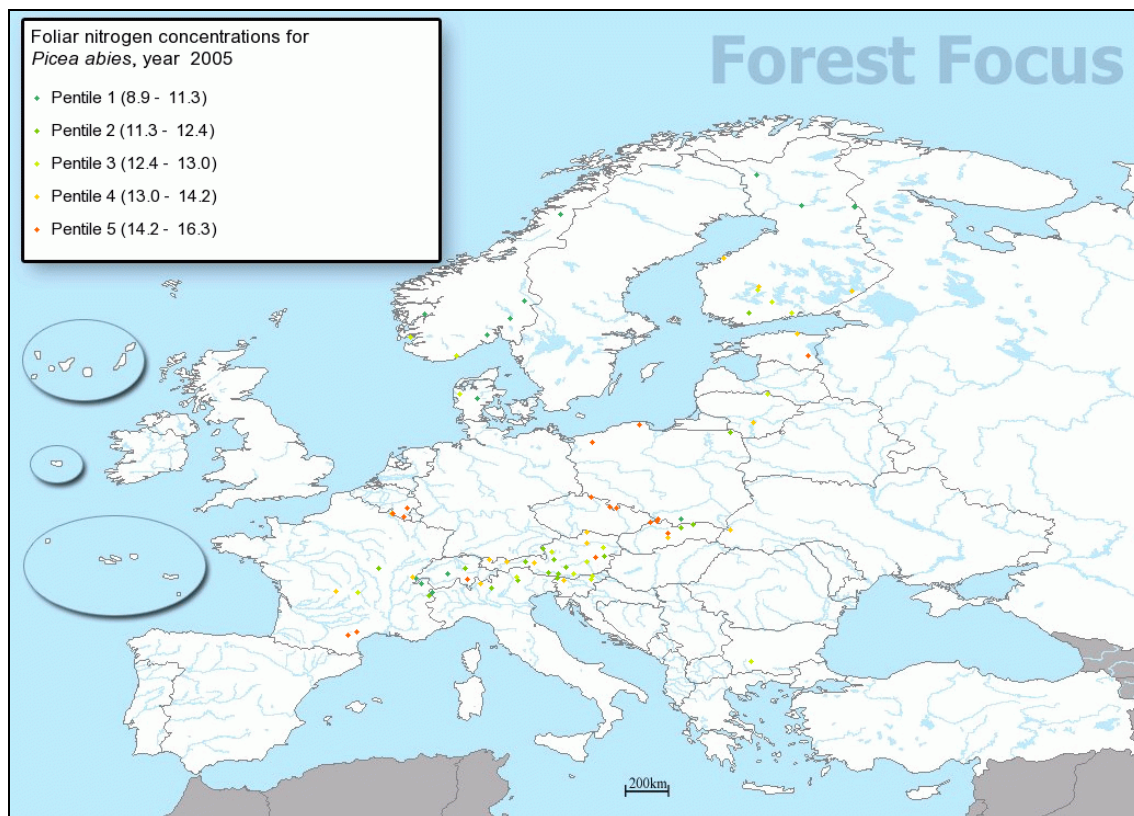 Foliar nitrogen concentrations for
Picea abies, year 2005
Pentile 1 (8.9 - 11.3)
Pentile 2 (11.3 - 12.4)
Pentile 3 (12.4 - 13.0)
Pentile 4 (13.0 - 14.2)
Pentile 5 (14.2 - 16.3)
Forest Focus
200km